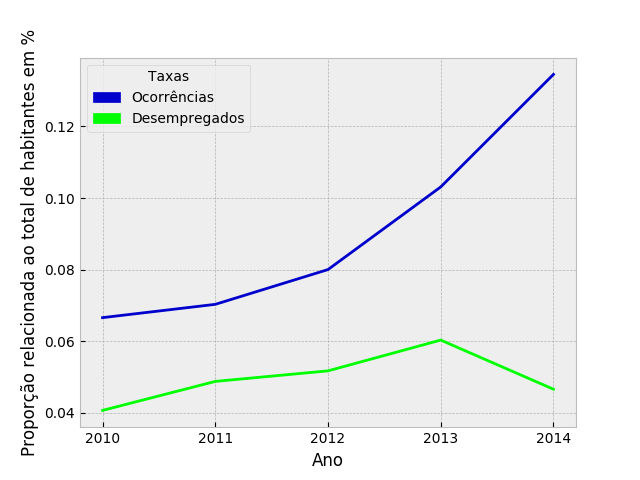 Proporção relacionada ao total de habitantes em %
Taxas
Ocorrências
Desempregados
0.12
0.10
0.08
0.06
0.04
2010 2011 2012 2013 2014
Ano